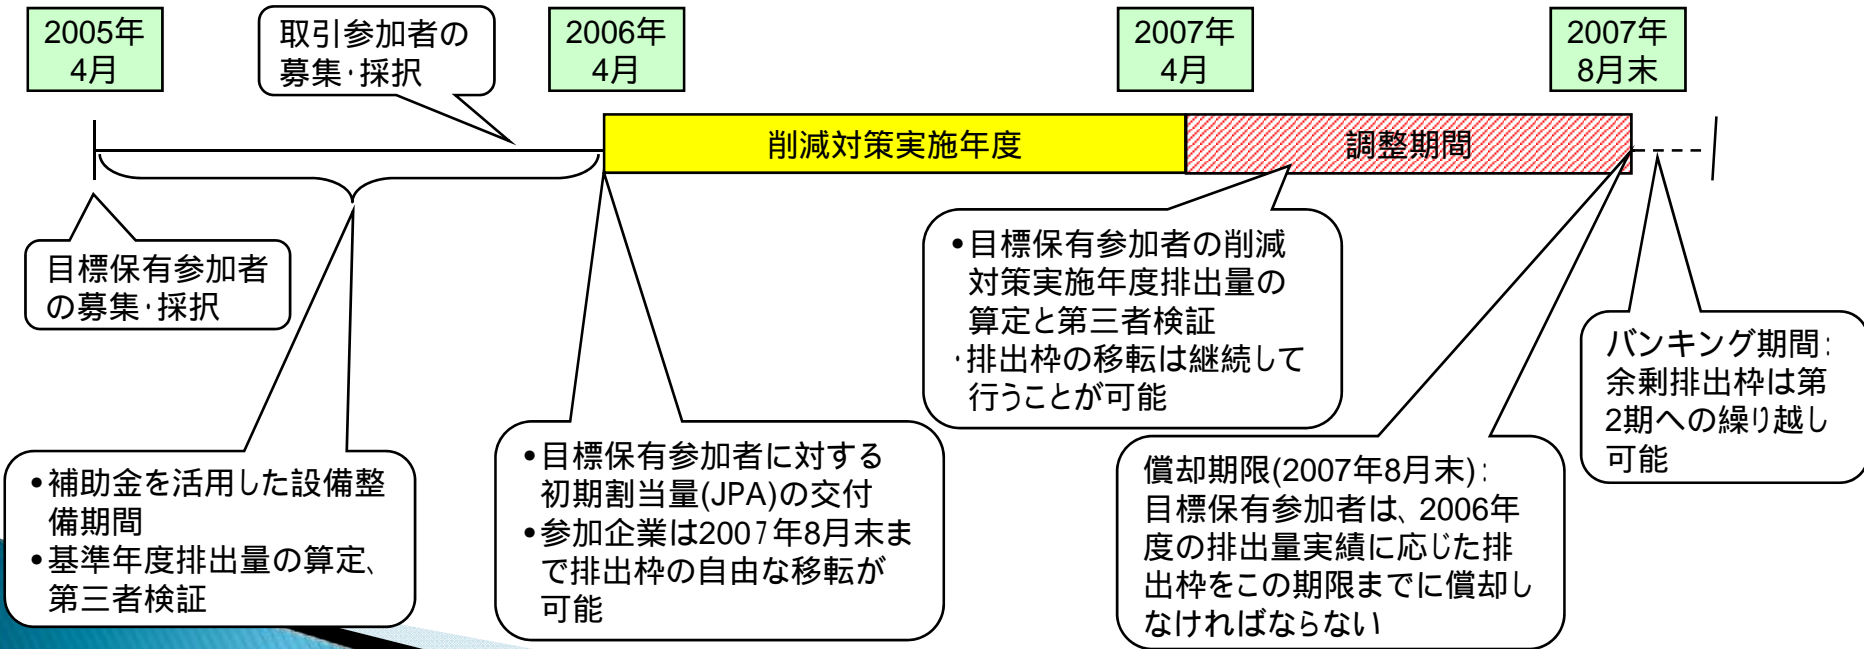 2005年
4月
取引参加者の
募集･採択
2006年
4月
2007年
4月
2007年
8月末
削減対策実施年度
調整期間
目標保有参加者
の募集･採択
•補助金を活用した設備整
備期間
•基準年度排出量の算定、
第三者検証
•目標保有参加者に対する
初期割当量(JPA)の交付
•参加企業は2007年8月末ま
で排出枠の自由な移転が
可能
•目標保有参加者の削減
対策実施年度排出量の
算定と第三者検証
･排出枠の移転は継続して
行うことが可能
償却期限(2007年8月末)：
目標保有参加者は、2006年
度の排出量実績に応じた排
出枠をこの期限までに償却し
なければならない
バンキング期間：
余剰排出枠は第
2期への繰り越し
可能